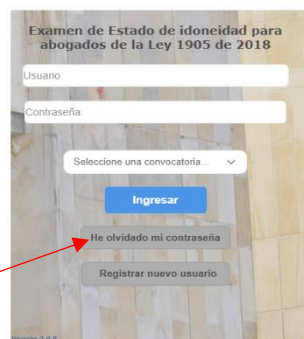 Examen de Estado de idoneidad para
abogados de la Ley 1905 de 2018
Usuario
Contraseña
Seleccione una convocatoria...
Ingresar
He olvidado mi contraseña
Registrar nuevo usuario